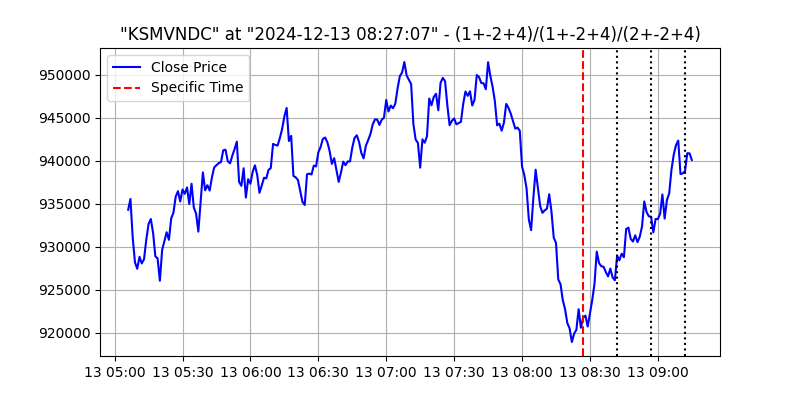 "KSMVNDC" at "2024-12-13 08:27:07" - (1+-2+4)/(1+-2+4)/(2+-2+4)
Close Price
Specific Time
950000
945000
940000
935000
930000
925000
920000
13 05:00 13 05:30 13 06:00 13 06:30 13 07:00 13 07:30 13 08:00 13 08:30 13 09:00